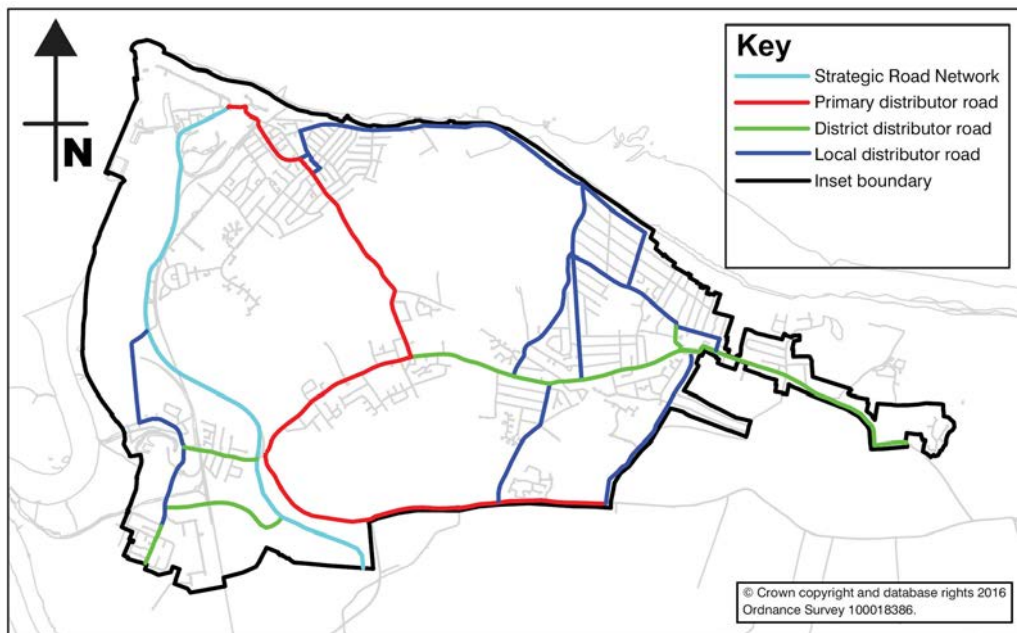 N
Key
Strategic Road Network
Primary distributor road
District distributor road
Local distributor road
Inset boundary
© Crown copyright and database rights 2016
Ordnance Survey 100018386.